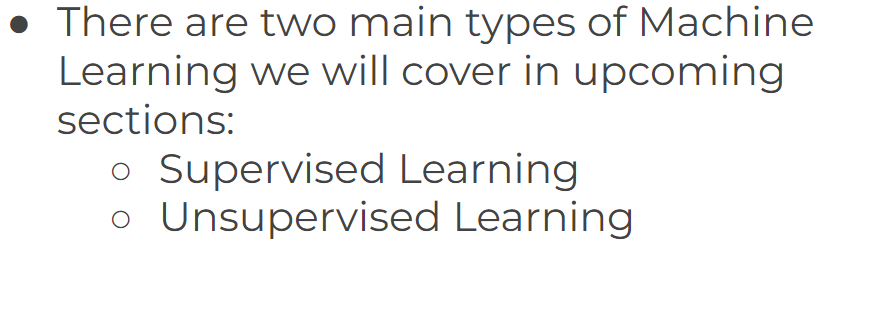 ● There are two main types of Machine
Learning we will cover in upcoming
sections:
○ Supervised Learning
○ Unsupervised Learning